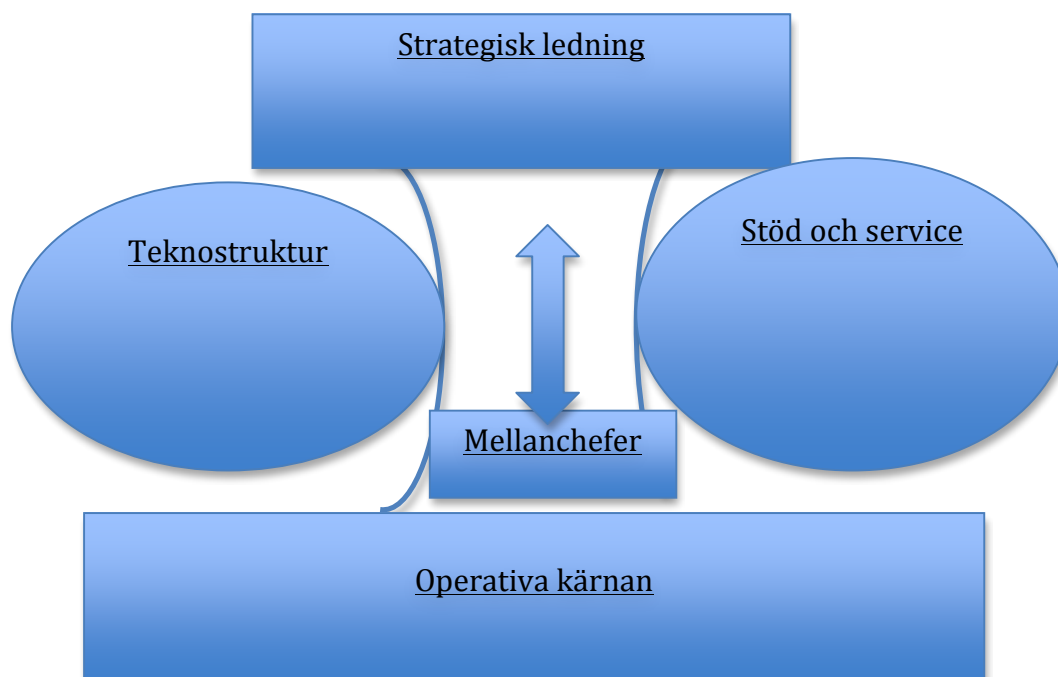 Strategisk ledning
Teknostruktur
Stöd och service
Mellanchefer
Operativa kärnan